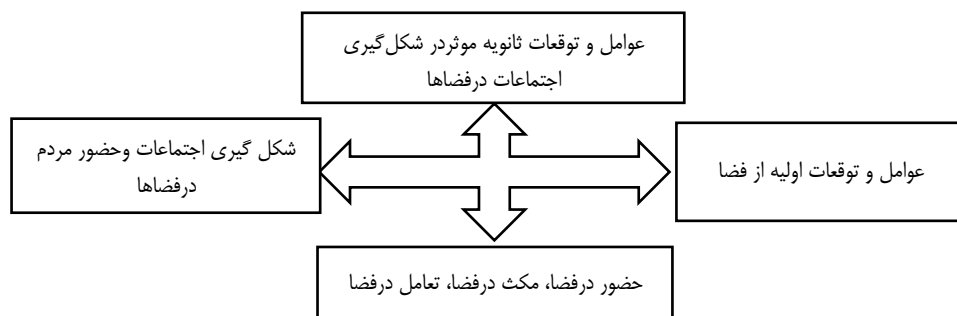 عوامل و توقعات ثانویه موثردر شکل‌گیری
اجتماعات درفضاها
عوامل و توقعات اولیه از فضا
شکل گیری اجتماعات وحضور مردم
درفضاها
حضور درفضا، مکث درفضا، تعامل درفضا